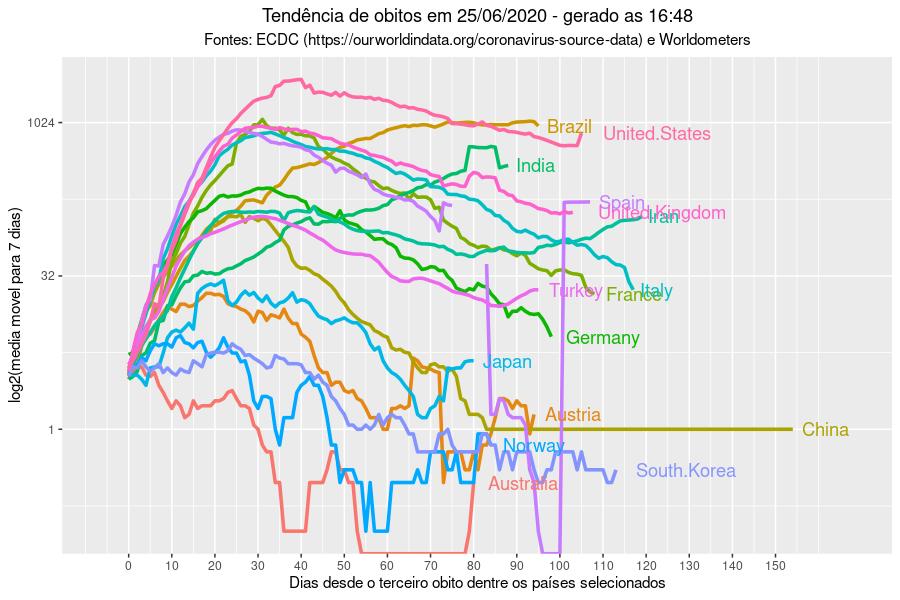 Tendência de obitos em 25/06/2020 - gerado as 16:48
Fontes: ECDC (https://ourworldindata.org/coronavirus-source-data) e Worldometers
log2(media movel para 7 dias)
1024
32
1
Brazil
United.States
India
Spain
United.Kingdom
Iran
Turkey
France
Italy
Germany
Japan
Austria
China
Norway
South.Korea
Australia
0 10 20 30 40 50 60 70 80 90 100 110 120 130 140 150
Dias desde o terceiro obito dentre os países selecionados